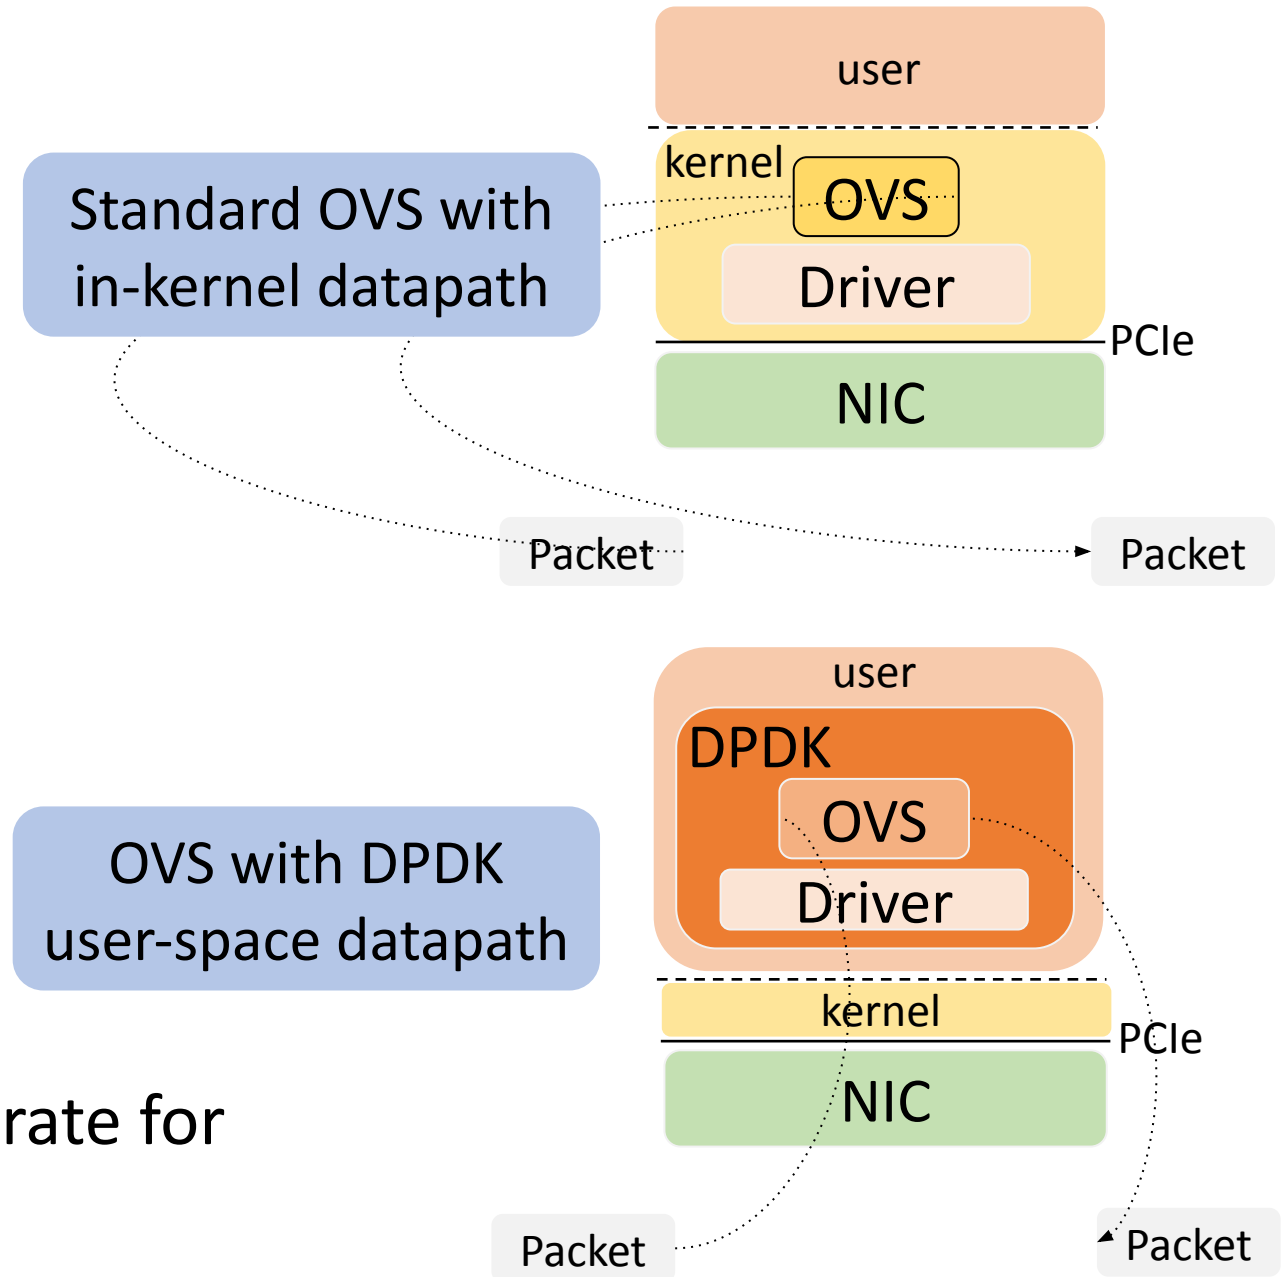 user
kernel
OVS
Standard OVS with
in-kernel datapath
Driver
PCIe
NIC
Packet
Packet
user
DPDK
OVS
OVS with DPDK
user-space datapath
Driver
kernel
PCIe
NIC
rate for
Packet
Packet